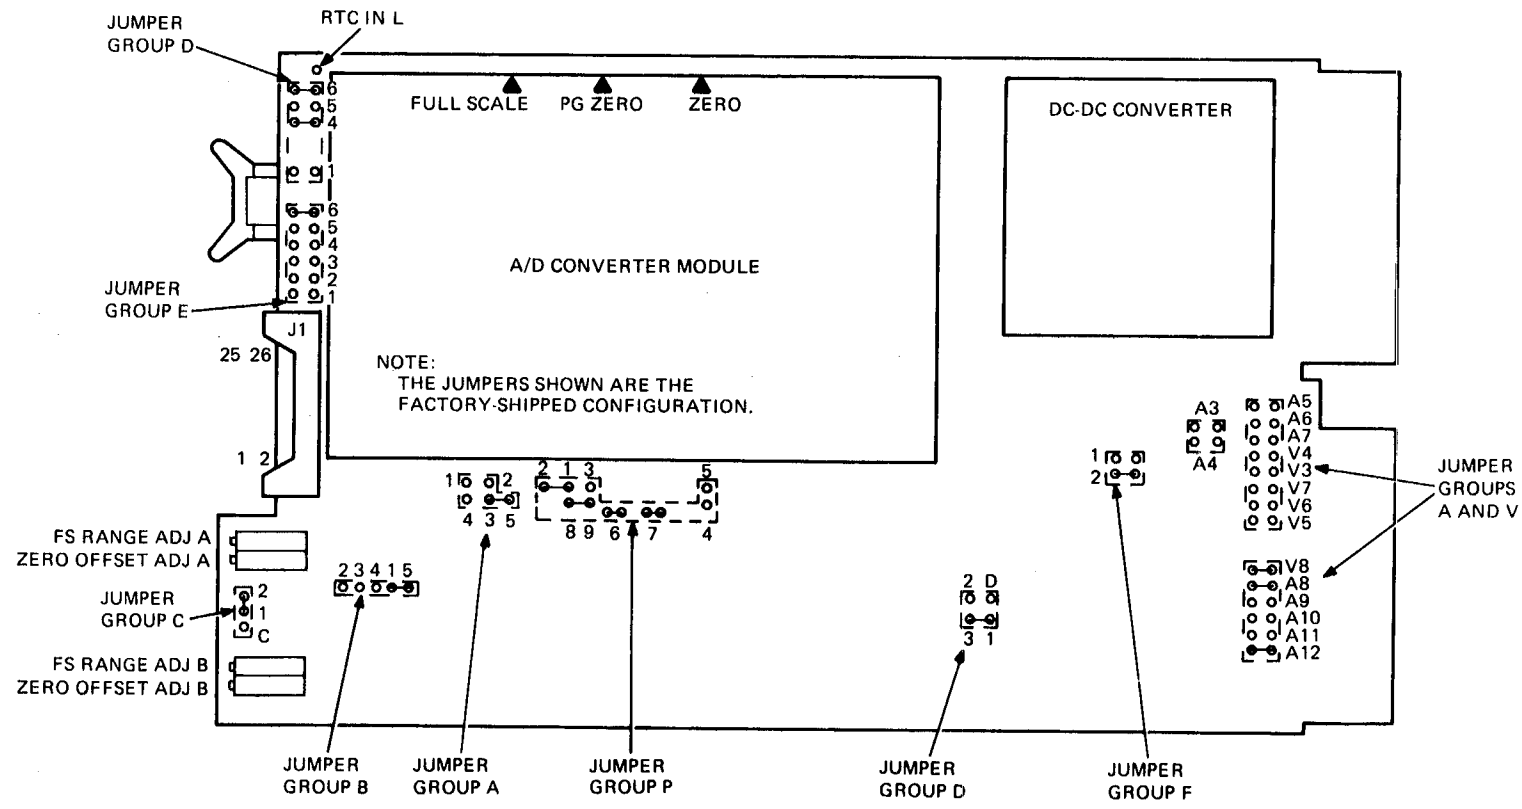 JUMPER
GROUP D
RTC IN L
6
5
4
1
FULL SCALE
PG ZERO
ZERO
DC-DC CONVERTER
6
5
4
3
2
1
A/D CONVERTER MODULE
JUMPER
GROUP E
J1
25 26
1 2
NOTE:
THE JUMPERS SHOWN ARE THE
FACTORY-SHIPPED CONFIGURATION.
A3
A4
A5
A6
A7
V4
V3
V7
V6
V5
JUMPER
GROUPS
A AND V
1
2
1 2
4 3 5
2 1 3 5
8 9 6 7 4
FS RANGE ADJ A
ZERO OFFSET ADJ A
2 3 4 1 5
JUMPER
GROUP C
2
1
C
2 D
3 1
V8
A8
A9
A10
A11
A12
FS RANGE ADJ B
ZERO OFFSET ADJ B
JUMPER
GROUP B
JUMPER
GROUP A
JUMPER
GROUP P
JUMPER
GROUP D
JUMPER
GROUP F